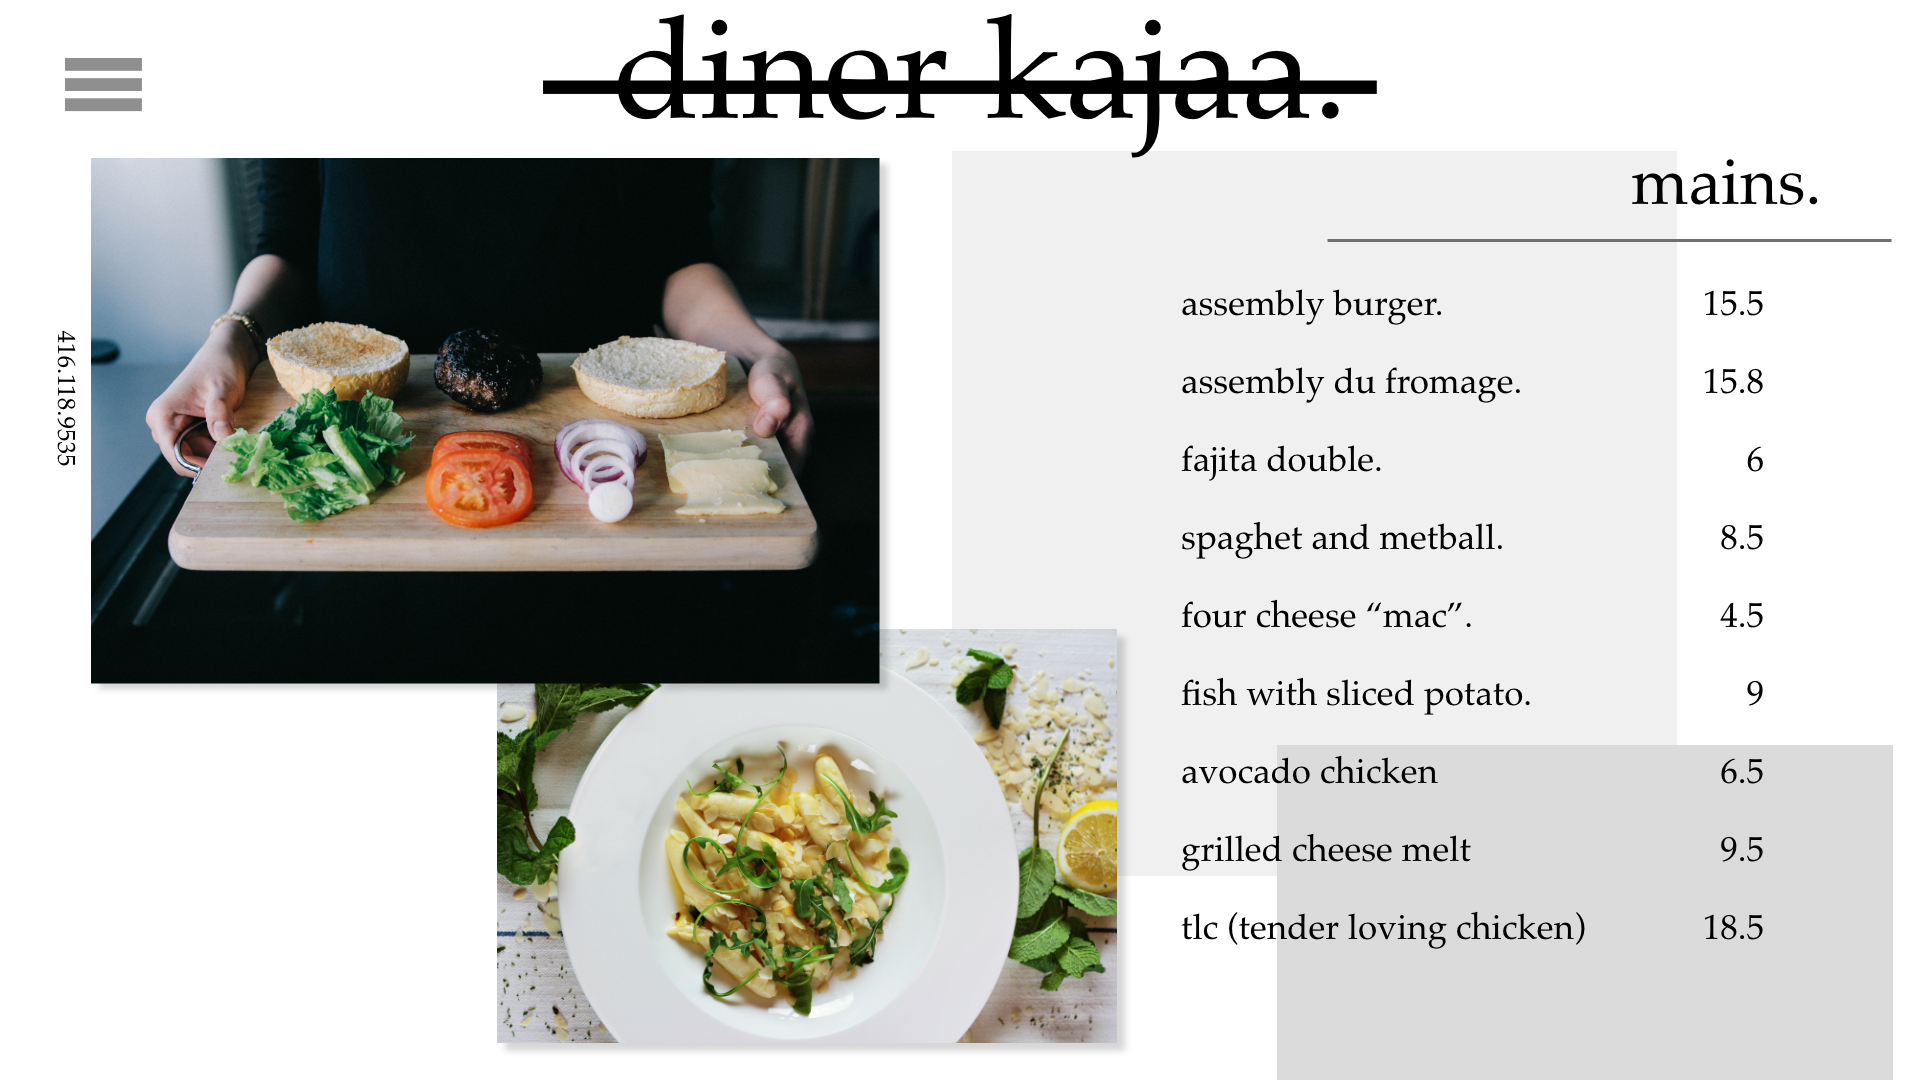 diner kajaa.
416.118.9535
mains.
assembly burger. 15.5
assembly du fromage. 15.8
fajita double. 6
spaghet and metball. 8.5
four cheese “mac”. 4.5
fish with sliced potato. 9
avocado chicken 6.5
grilled cheese melt 9.5
tlc (tender loving chicken) 18.5